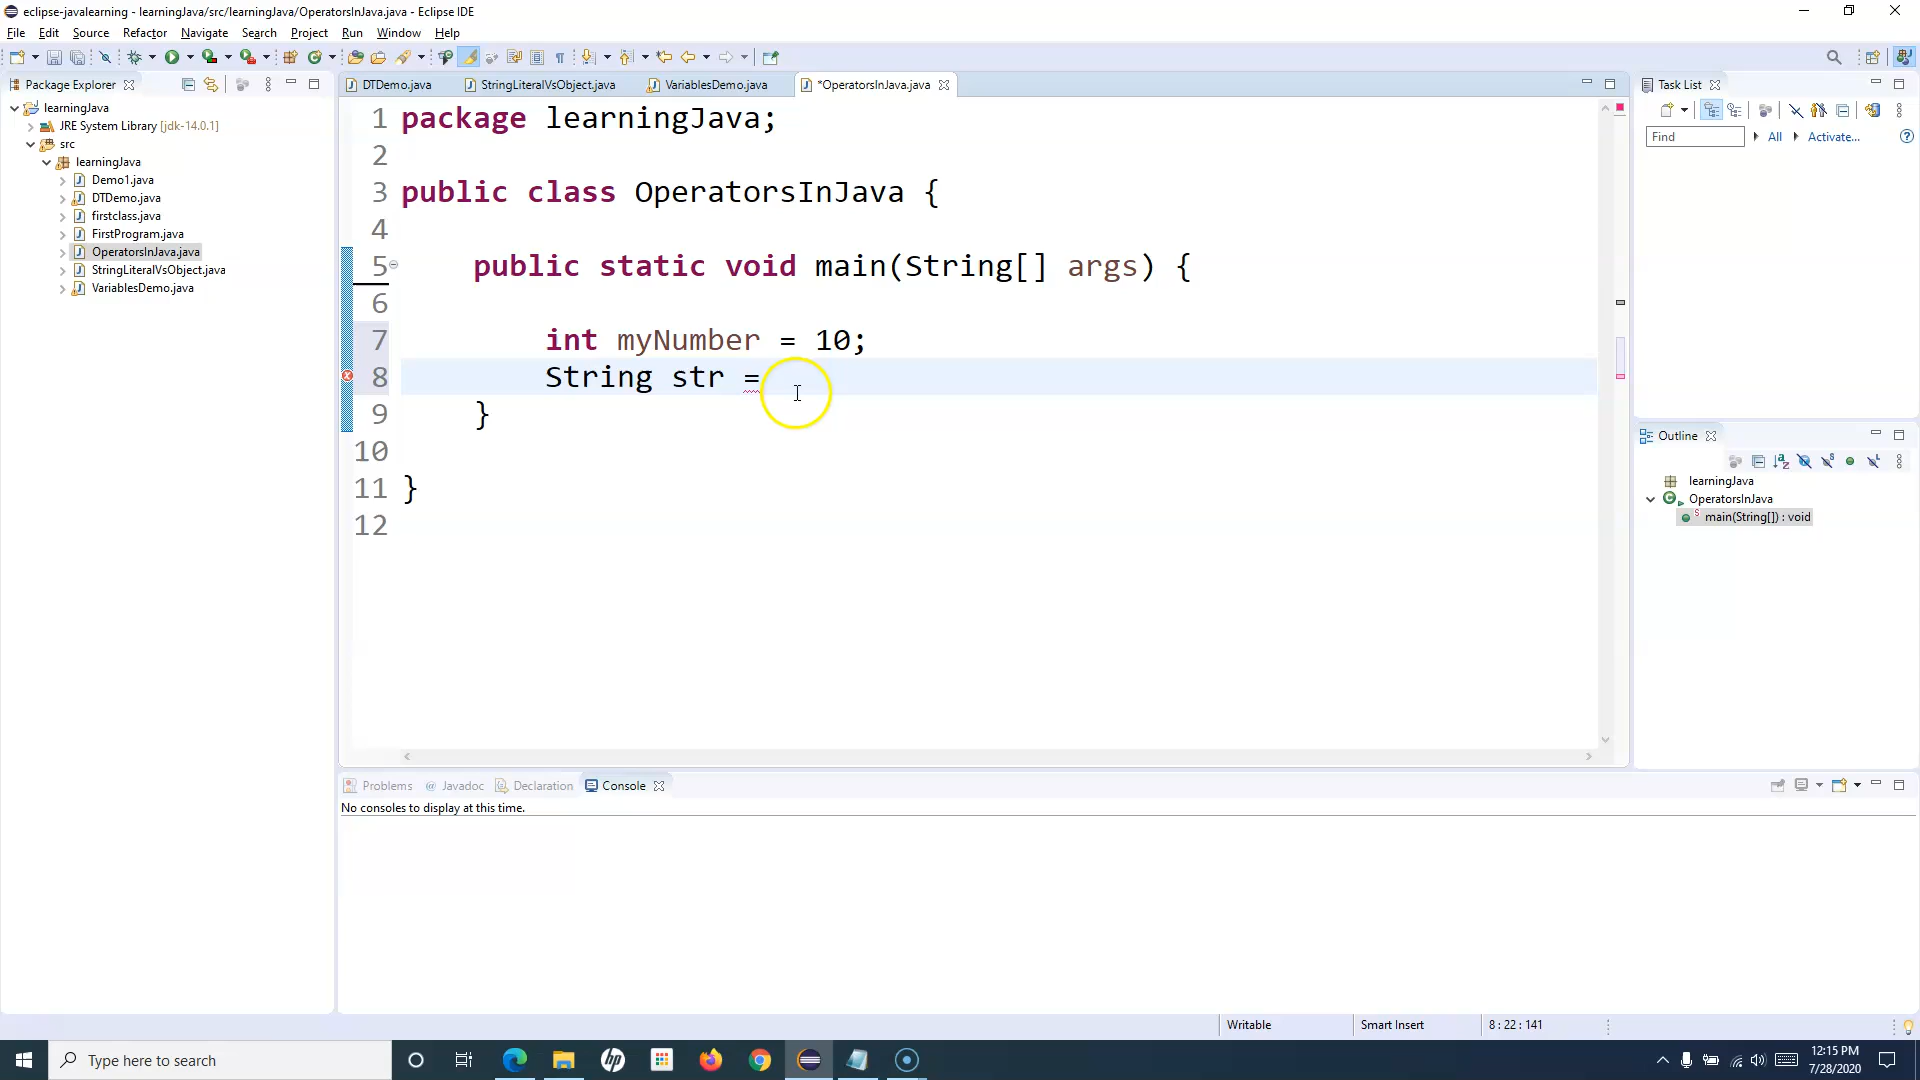 eclipse-javalearning - learningJava/src/learningJava/OperatorsInJava.java - Eclipse IDE
File Edit Source Refactor Navigate Search Project Run Window Help
Package Explorer
learningJava
JRE System Library [jdk-14.0.1]
src
learningJava
Demo1.java
DTDemo.java
firstclass.java
FirstProgram.java
OperatorsInJava.java
StringLiteralVsObject.java
VariablesDemo.java
DTDemo.java StringLiteralVsObject.java VariablesDemo.java *OperatorsInJava.java
1 package learningJava;
2
3 public class OperatorsInJava {
4
5 public static void main(String[] args) {
6
7 int myNumber = 10;
8 String str =
9 }
10
11 }
12
Task List
Find All Activate...
Outline
learningJava
OperatorsInJava
main(String[]) : void
Problems Javadoc Declaration Console
No consoles to display at this time.
Writable Smart Insert 8 : 22 : 141
Type here to search
12:15 PM
7/28/2020